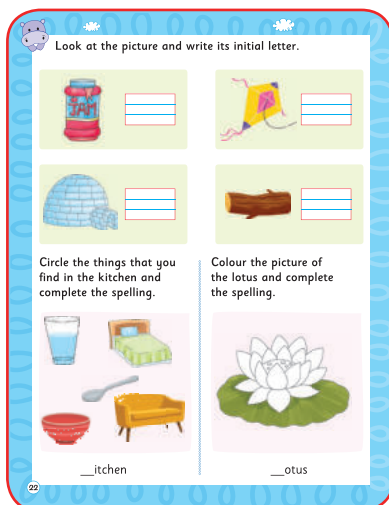 Look at the picture and write its initial letter.
JAM
Circle the things that you
find in the kitchen and
complete the spelling.
Colour the picture of
the lotus and complete
the spelling.
__itchen
__otus
22